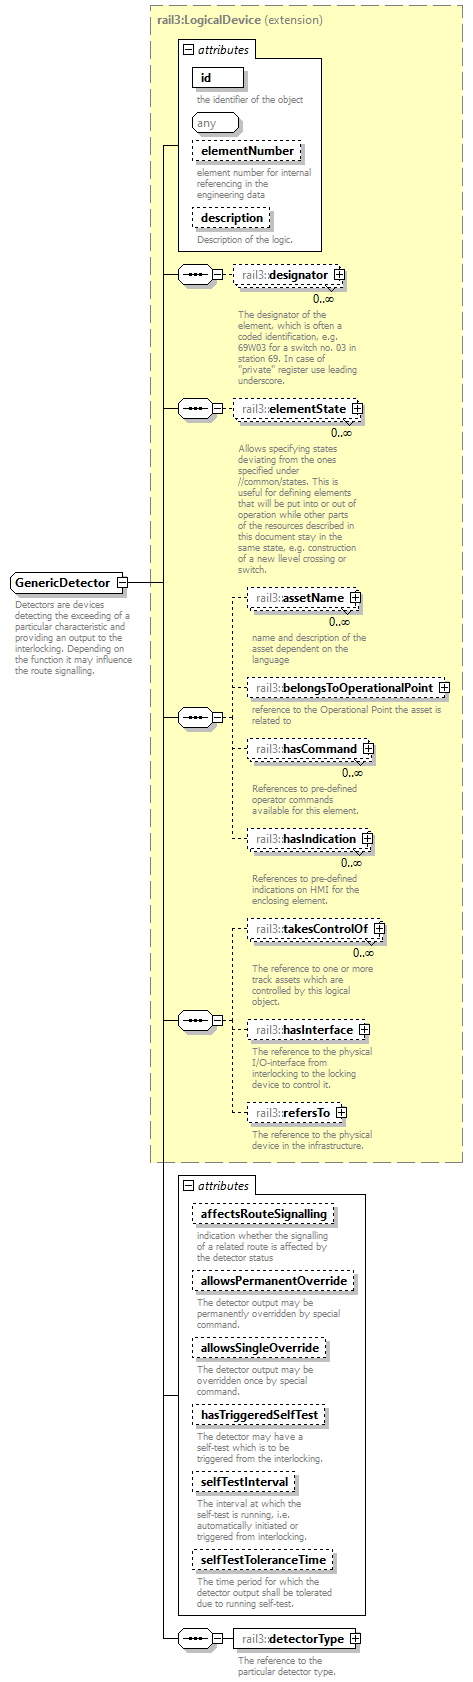 rail3:LogicalDevice (extension)
attributes
id
the identifier of the object
any
elementNumber
element number for internal
referencing in the
engineering data
description
Description of the logic.
rail3:designator
0..∞
The designator of the
element, which is often a
coded identification, e.g.
69W03 for a switch no. 03 in
station 69. In case of
"private" register use leading
underscore.
rail3:elementState
0..∞
Allows specifying states
deviating from the ones
specified under
//common/states. This is
useful for defining elements
that will be put into or out of
operation while other parts
of the resources described in
this document stay in the
same state, e.g. construction
of a new llevel crossing or
switch.
GenericDetector
Detectors are devices
detecting the exceeding of a
particular characteristic and
providing an output to the
interlocking. Depending on
the function it may influence
the route signalling.
rail3:assetName
0..∞
name and description of the
asset dependent on the
language
rail3:belongsToOperationalPoint
reference to the Operational Point the asset is
related to
rail3:hasCommand
0..∞
References to pre-defined
operator commands
available for this element.
rail3:hasIndication
0..∞
References to pre-defined
indications on HMI for the
enclosing element.
rail3:takesControlOf
0..∞
The reference to one or more
track assets which are
controlled by this logical
object.
rail3:hasInterface
The reference to the physical
I/O-interface from
interlocking to the locking
device to control it.
rail3:refersTo
The reference to the physical
device in the infrastructure.
attributes
affectsRouteSignalling
indication whether the signalling
of a related route is affected by
the detector status
allowsPermanentOverride
The detector output may be
permanently overridden by special
command.
allowsSingleOverride
The detector output may be
overridden once by special
command.
hasTriggeredSelfTest
The detector may have a
self-test which is to be
triggered from the interlocking.
selfTestInterval
The interval at which the
self-test is running, i.e.
automatically initiated or
triggered from interlocking.
selfTestToleranceTime
The time period for which the
detector output shall be tolerated
due to running self-test.
rail3:detectorType
The reference to the
particular detector type.